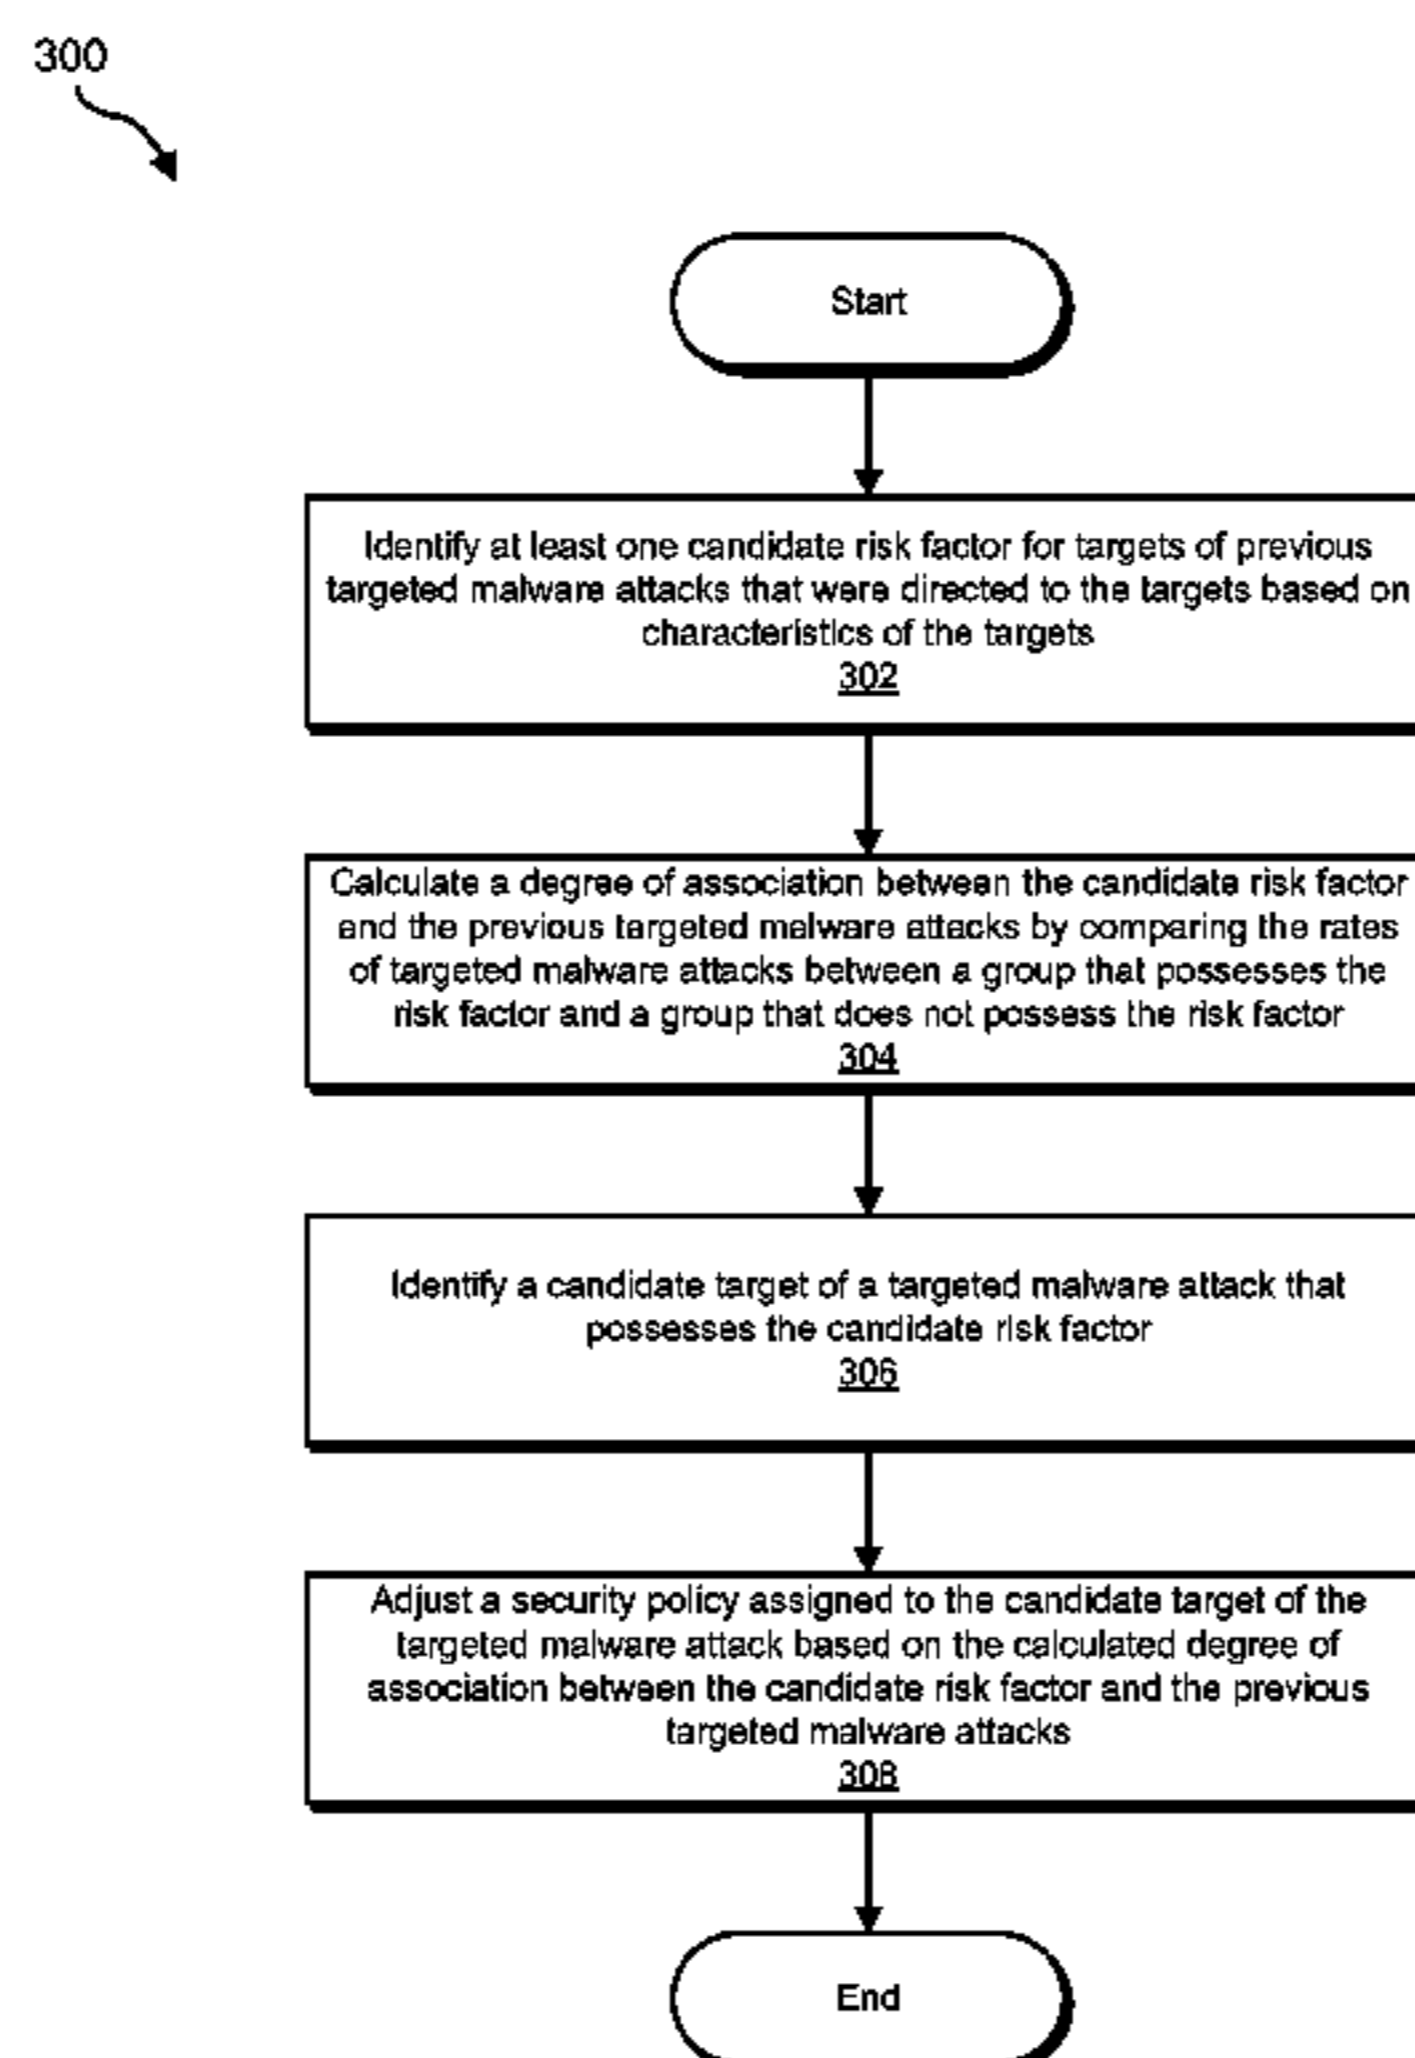 300
Start
Identify at least one candidate risk factor for targets of previous
targeted malware attacks that were directed to the targets based on
characteristics of the targets
302
Calculate a degree of association between the candidate risk factor
and the previous targeted malware attacks by comparing the rates
of targeted malware attacks between a group that possesses the
risk factor and a group that does not possess the risk factor
304
Identify a candidate target of a targeted malware attack that
possesses the candidate risk factor
306
Adjust a security policy assigned to the candidate target of the
targeted malware attack based on the calculated degree of
association between the candidate risk factor and the previous
targeted malware attacks
308
End